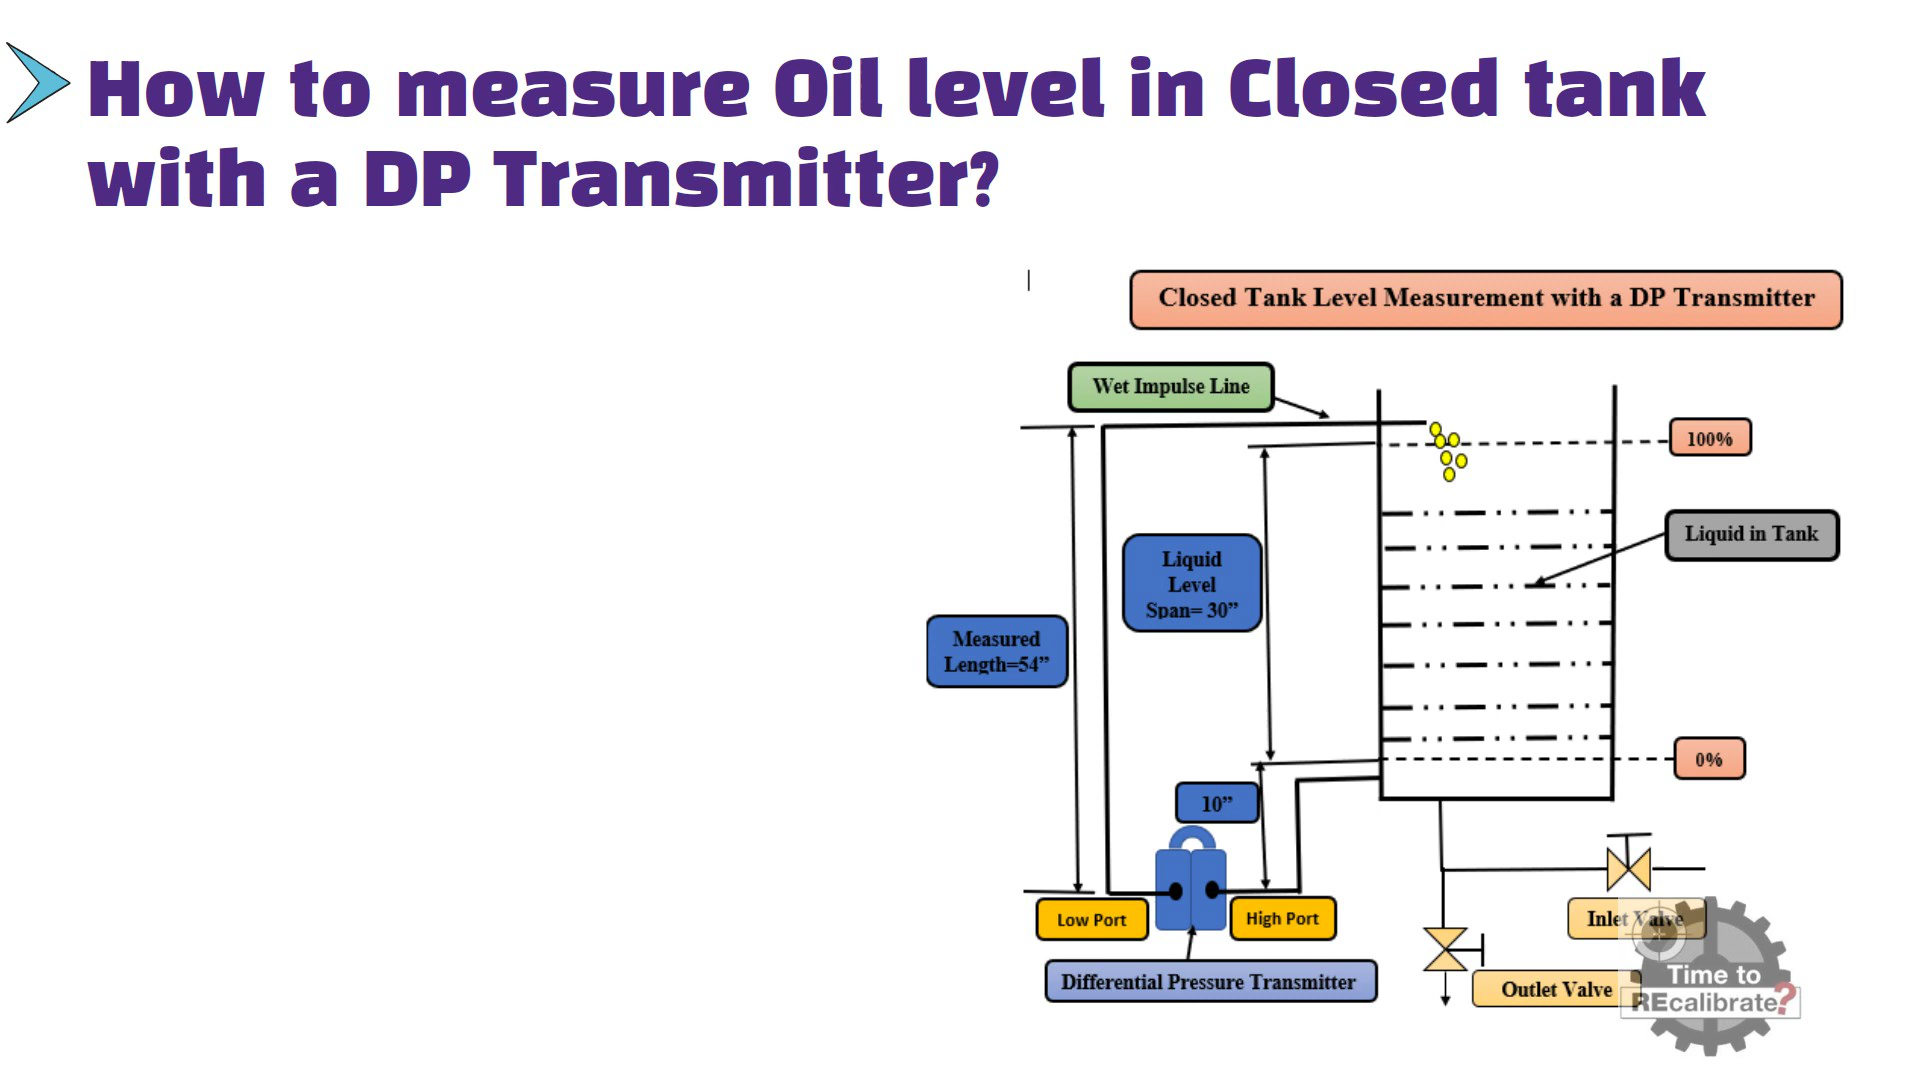 How to measure Oil level in Closed tank
with a DP Transmitter?
Closed Tank Level Measurement with a DP Transmitter
Wet Impulse Line
100%
Liquid in Tank
Liquid
Level
Span= 30”
Measured
Length=54”
0%
10”
Low Port
High Port
Inlet Valve
Differential Pressure Transmitter
Outlet Valve
Time to
REcalibrate?